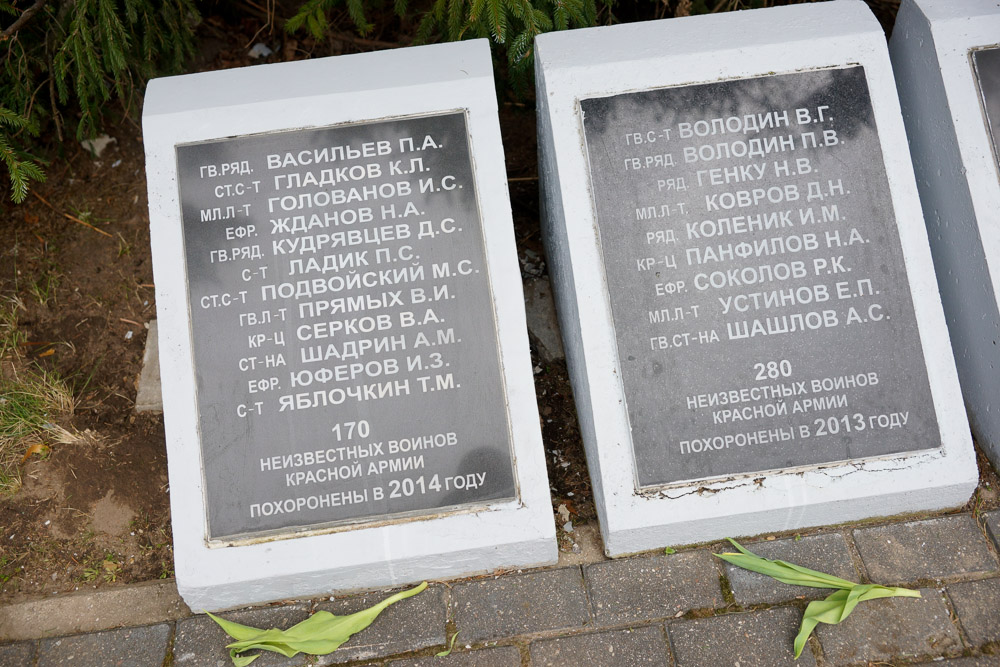 ГВ.РЯД. ВАСИЛЬЕВ П.А.
СТ.С-Т ГЛАДКОВ К.Л.
МЛ.Л-Т ГОЛОВАНОВ И.С.
ЕФР. ЖДАНОВ Н.А.
ГВ.РЯД. КУДРЯВЦЕВ Д.С.
С-Т ЛАДИК П.С.
СТ.С-Т ПОДВОЙСКИЙ М.С.
ГВ.Л-Т ПРЯМЫХ В.И.
КР-Ц СЕРКОВ В.А.
СТ-НА ШАДРИН А.М.
ЕФР. ЮФЕРОВ И.З.
С-Т ЯБЛОЧКИН Т.М.
170
НЕИЗВЕСТНЫХ ВОИНОВ
КРАСНОЙ АРМИИ
ПОХОРОНЕНЫ В 2014 ГОДУ
ГВ.С-Т ВОЛОДИН В.Г.
ГВ.РЯД. ВОЛОДИН П.В.
РЯД. ГЕНКУ Н.В.
МЛ.Л-Т. КОВРОВ Д.Н.
РЯД. КОЛЕНИК И.М.
КР-Ц ПАНФИЛОВ Н.А.
ЕФР. СОКОЛОВ Р.К.
МЛ.Л-Т УСТИНОВ Е.П.
ГВ.СТ-НА ШАШЛОВ А.С.
280
НЕИЗВЕСТНЫХ ВОИНОВ
КРАСНОЙ АРМИИ
ПОХОРОНЕНЫ В 2013 ГОДУ